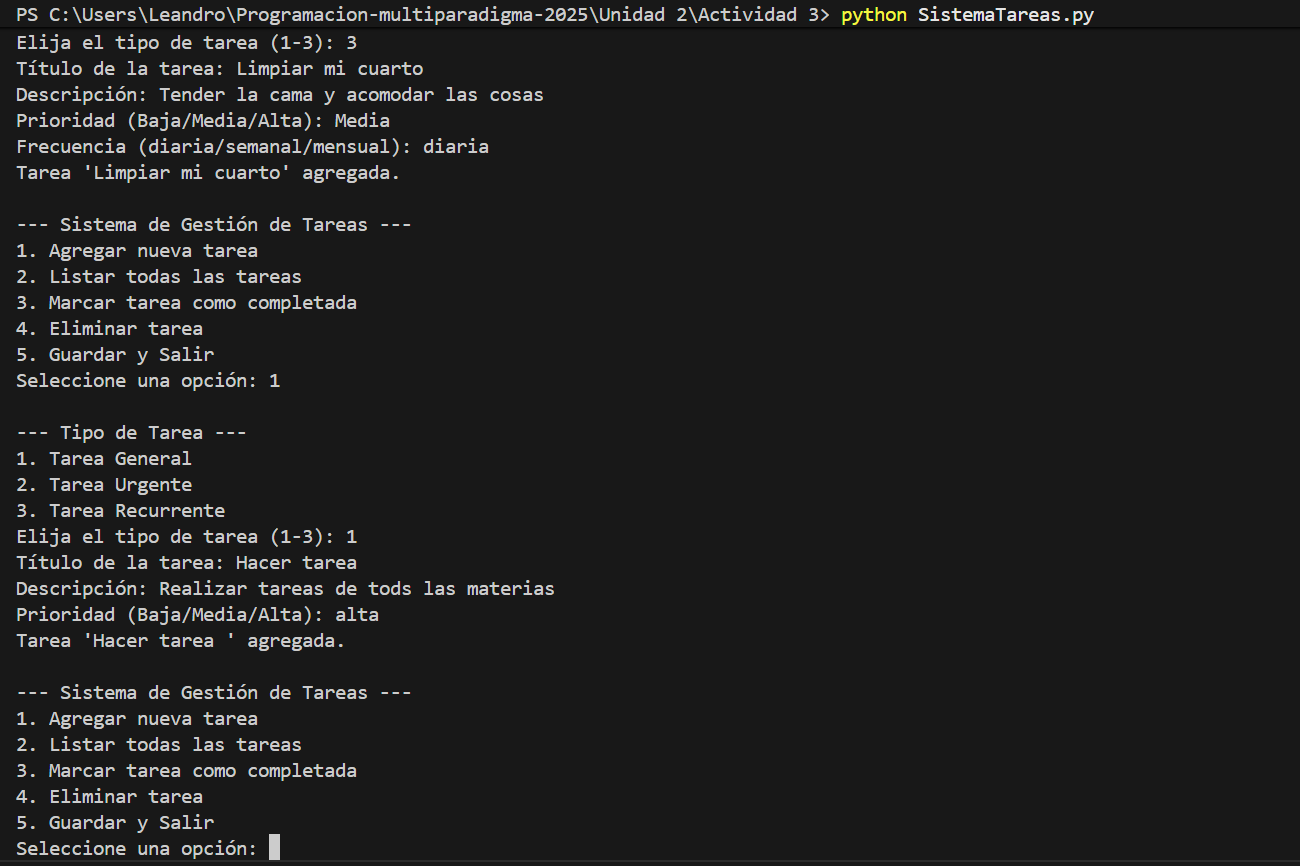 PS C:\Users\Leandro\Programacion-multiparadigma-2025\Unidad 2\Actividad 3> python SistemaTareas.py
Elija el tipo de tarea (1-3): 3
Título de la tarea: Limpiar mi cuarto
Descripción: Tender la cama y acomodar las cosas
Prioridad (Baja/Media/Alta): Media
Frecuencia (diaria/semanal/mensual): diaria
Tarea 'Limpiar mi cuarto' agregada.

--- Sistema de Gestión de Tareas ---
1. Agregar nueva tarea
2. Listar todas las tareas
3. Marcar tarea como completada
4. Eliminar tarea
5. Guardar y Salir
Seleccione una opción: 1

--- Tipo de Tarea ---
1. Tarea General
2. Tarea Urgente
3. Tarea Recurrente
Elija el tipo de tarea (1-3): 1
Título de la tarea: Hacer tarea
Descripción: Realizar tareas de tods las materias
Prioridad (Baja/Media/Alta): alta
Tarea 'Hacer tarea ' agregada.

--- Sistema de Gestión de Tareas ---
1. Agregar nueva tarea
2. Listar todas las tareas
3. Marcar tarea como completada
4. Eliminar tarea
5. Guardar y Salir
Seleccione una opción: